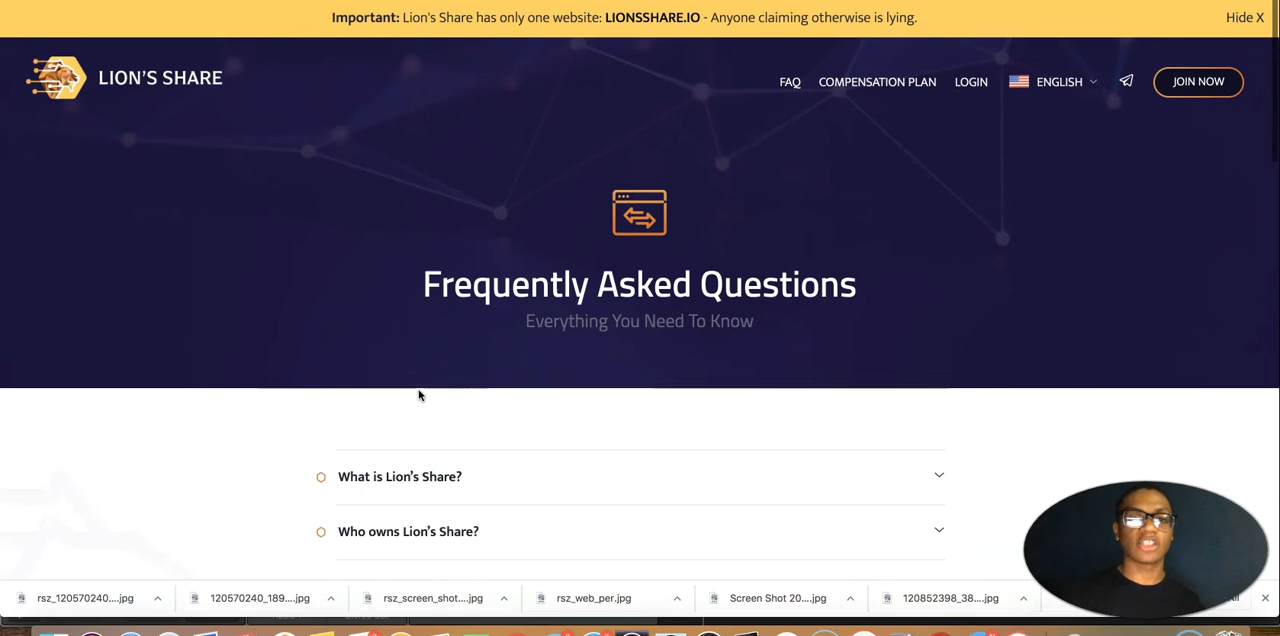 Important: Lion's Share has only one website: LIONSSHARE.IO - Anyone claiming otherwise is lying.
Hide X
LION'S SHARE
FAQ
COMPENSATION PLAN
LOGIN
ENGLISH
JOIN NOW
Frequently Asked Questions
Everything You Need To Know
What is Lion’s Share?
Who owns Lion’s Share?
rsz_120570240....jpg
120570240_189....jpg
rsz_screen_shot....jpg
rsz_web_per.jpg
Screen Shot 20....jpg
120852398_38....jpg